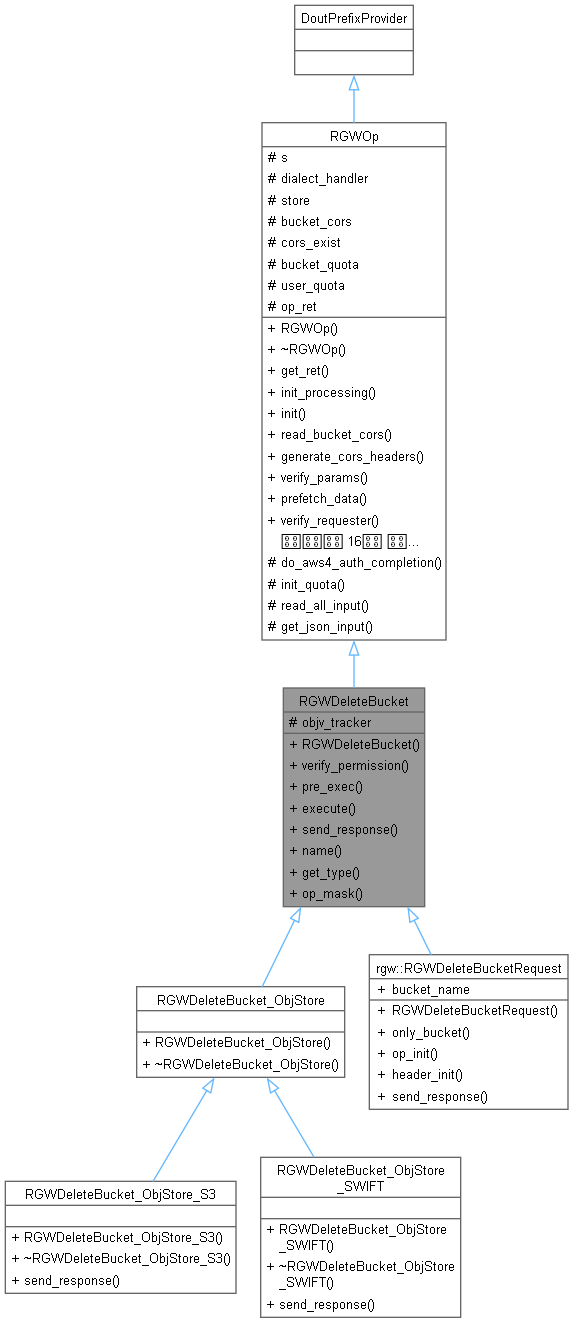 DoutPrefixProvider
RGWOp
# s
# dialect_handler
# store
# bucket_cors
# cors_exist
# bucket_quota
# user_quota
# op_ret
+ RGWOp()
+ ~RGWOp()
+ get_ret()
+ init_processing()
+ init()
+ read_bucket_cors()
+ generate_cors_headers()
+ verify_params()
+ prefetch_data()
+ verify_requester()
16 ...
# do_aws4_auth_completion()
# init_quota()
# read_all_input()
# get_json_input()
RGWDeleteBucket
# objv_tracker
+ RGWDeleteBucket()
+ verify_permission()
+ pre_exec()
+ execute()
+ send_response()
+ name()
+ get_type()
+ op_mask()
RGWDeleteBucket_ObjStore
+ RGWDeleteBucket_ObjStore()
+ ~RGWDeleteBucket_ObjStore()
rgw::RGWDeleteBucketRequest
+ bucket_name
+ RGWDeleteBucketRequest()
+ only_bucket()
+ op_init()
+ header_init()
+ send_response()
RGWDeleteBucket_ObjStore_S3
+ RGWDeleteBucket_ObjStore_S3()
+ ~RGWDeleteBucket_ObjStore_S3()
+ send_response()
RGWDeleteBucket_ObjStore
_SWIFT
+ RGWDeleteBucket_ObjStore
_SWIFT()
+ ~RGWDeleteBucket_ObjStore
_SWIFT()
+ send_response()